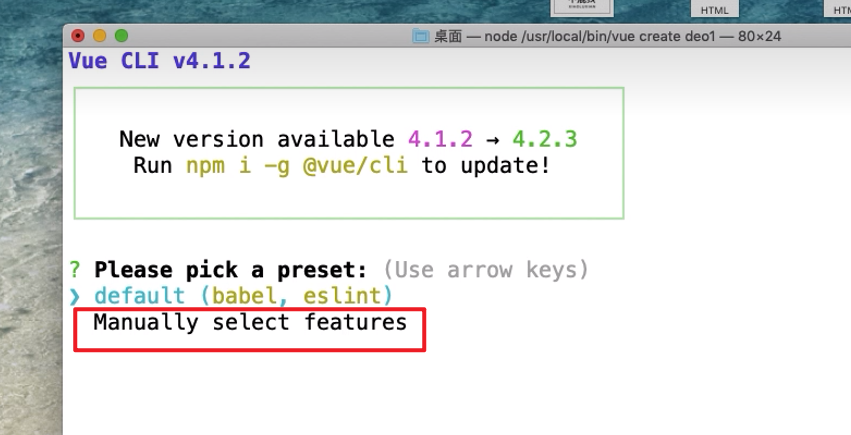 HTML
HTM
桌面 — node /usr/local/bin/vue create deo1 — 80×24
Vue CLI v4.1.2
New version available 4.1.2 → 4.2.3
Run npm i -g @vue/cli to update!
? Please pick a preset: (Use arrow keys)
❯ default (babel, eslint)
Manually select features